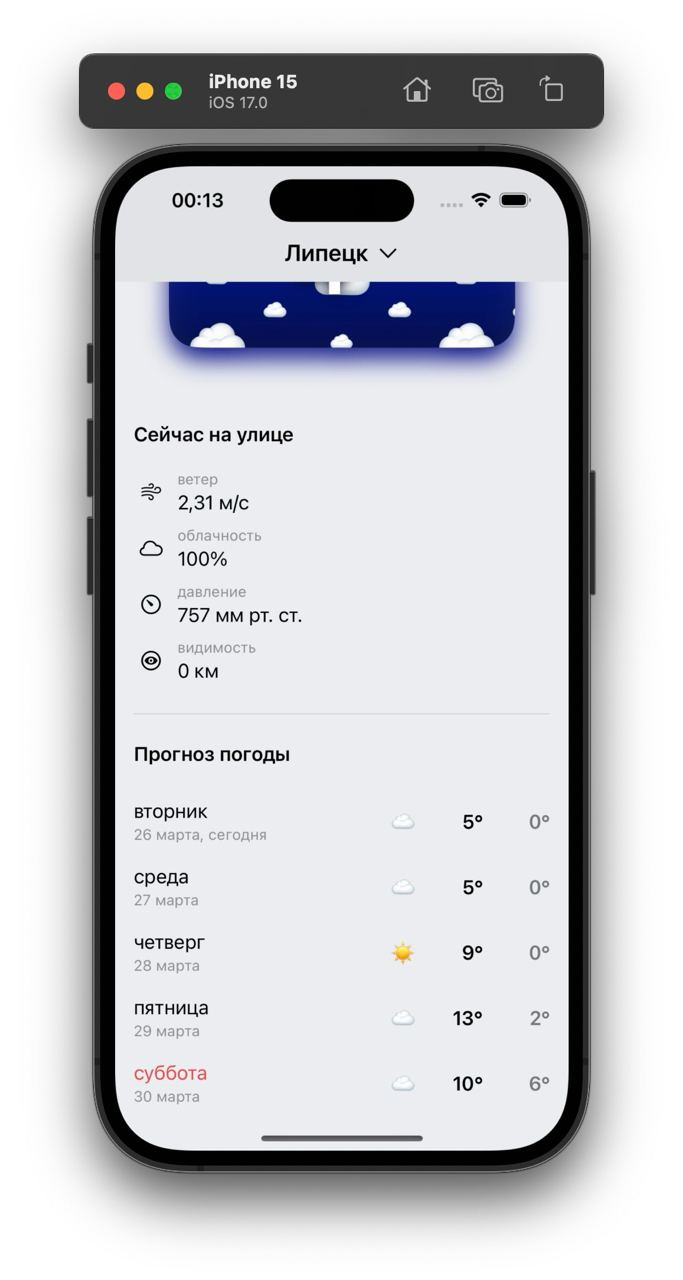 iPhone 15
iOS 17.0
00:13
Липецк
Сейчас на улице
ветер
2,31 м/с
облачность
100%
давление
757 мм рт. ст.
видимость
0 км
Прогноз погоды
вторник
26 марта, сегодня
5° 0°
среда
27 марта
5° 0°
четверг
28 марта
9° 0°
пятница
29 марта
13° 2°
суббота
30 марта
10° 6°